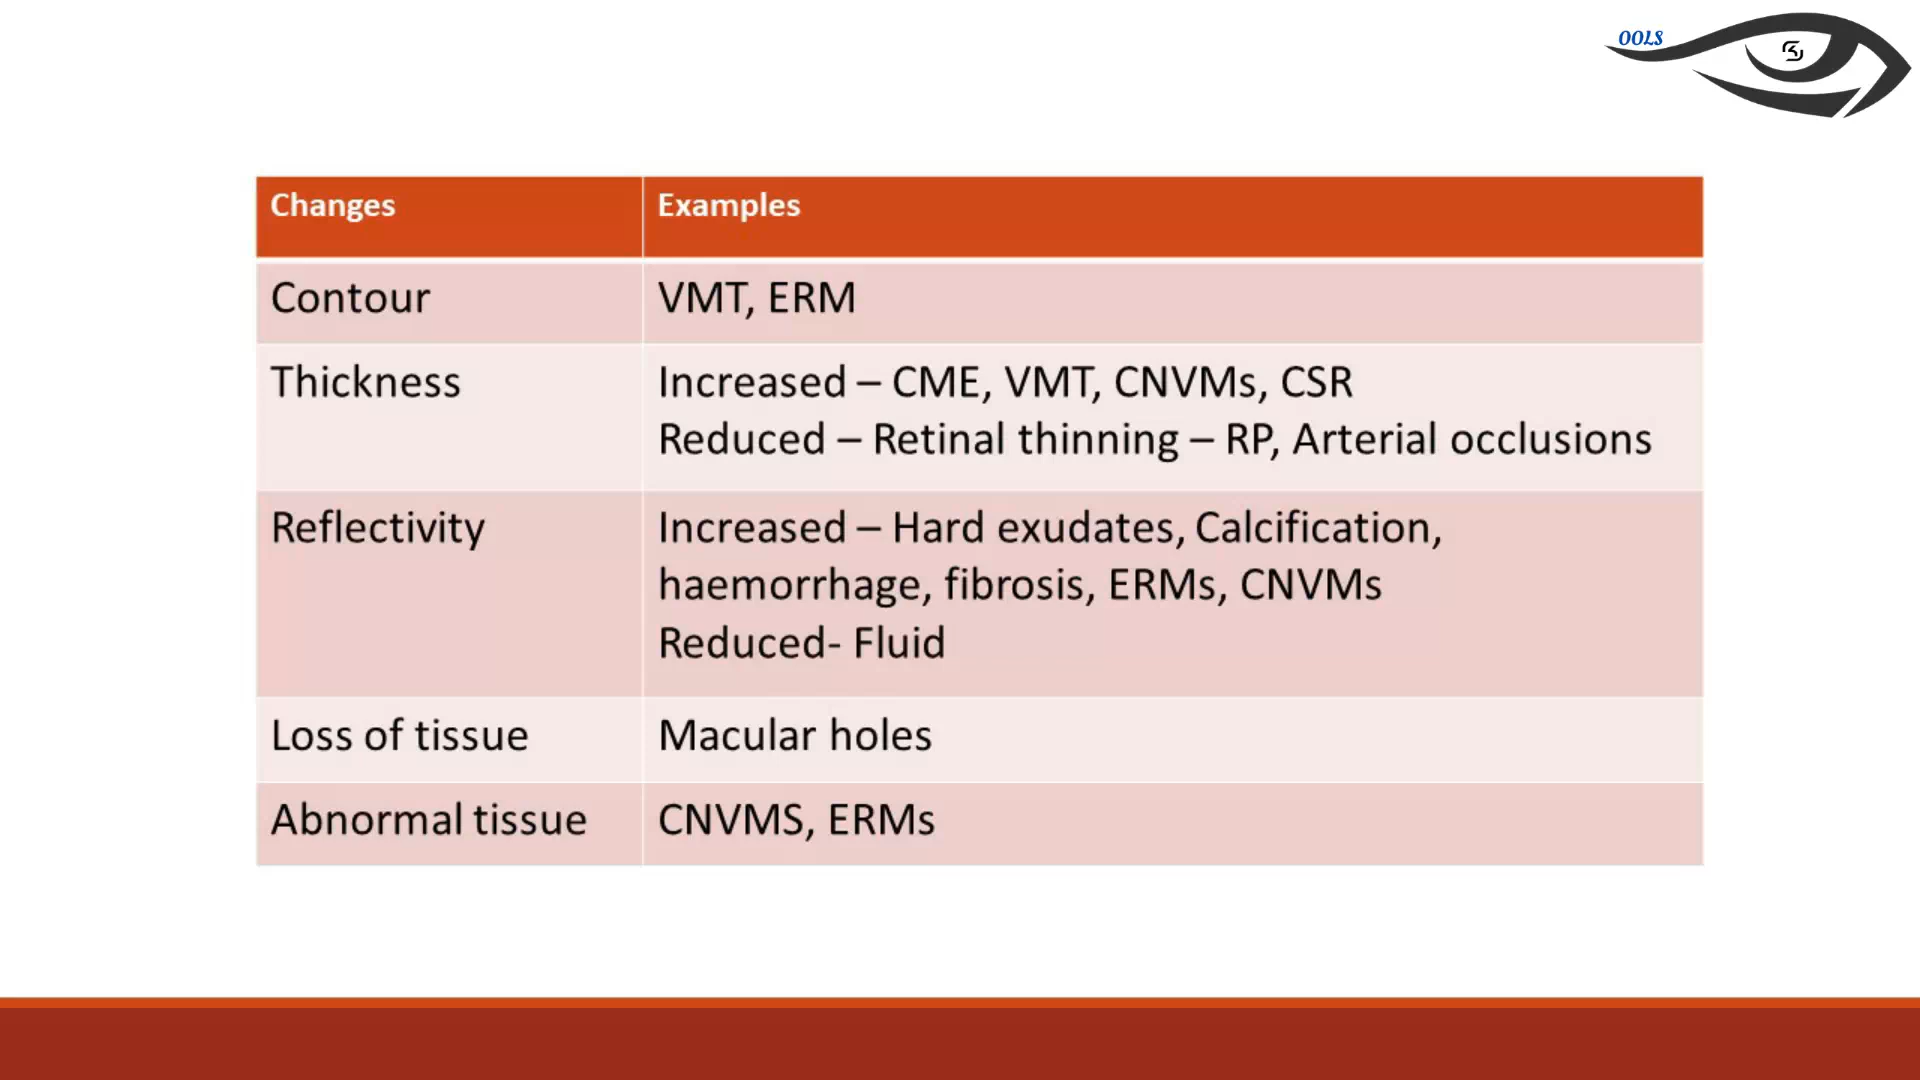 OOLS
Changes Examples
Contour VMT, ERM
Thickness Increased – CME, VMT, CNVMs, CSR
Reduced – Retinal thinning – RP, Arterial occlusions
Reflectivity Increased – Hard exudates, Calcification,
haemorrhage, fibrosis, ERMs, CNVMs
Reduced- Fluid
Loss of tissue Macular holes
Abnormal tissue CNVMS, ERMs